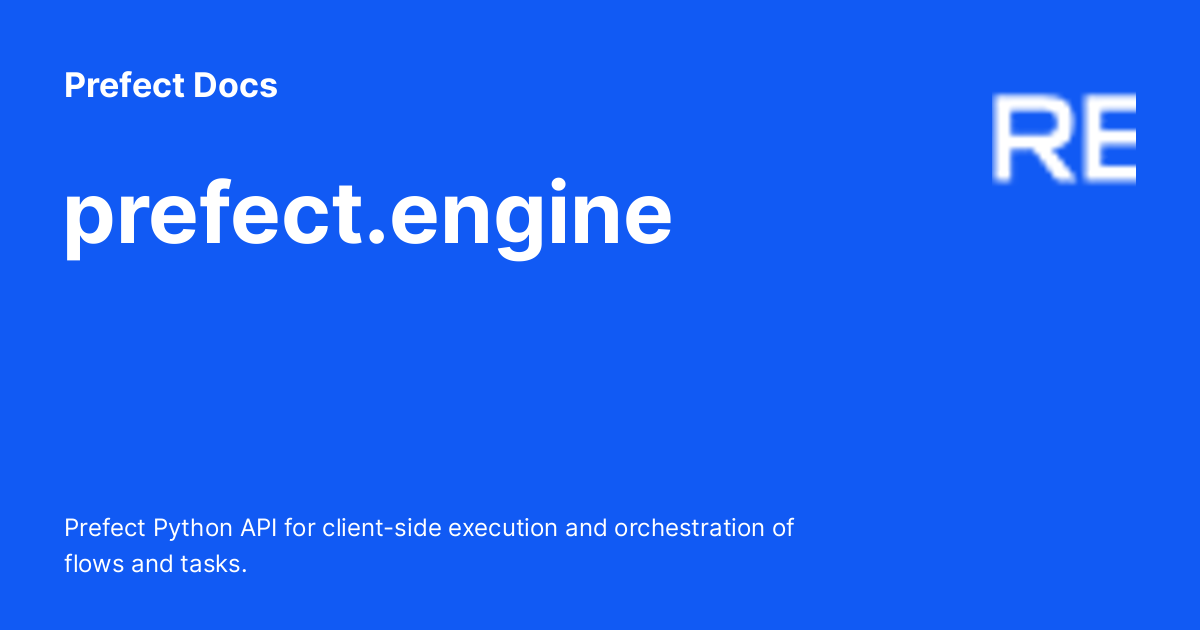 Prefect Docs
RE
prefect.engine
Prefect Python API for client-side execution and orchestration of
flows and tasks.